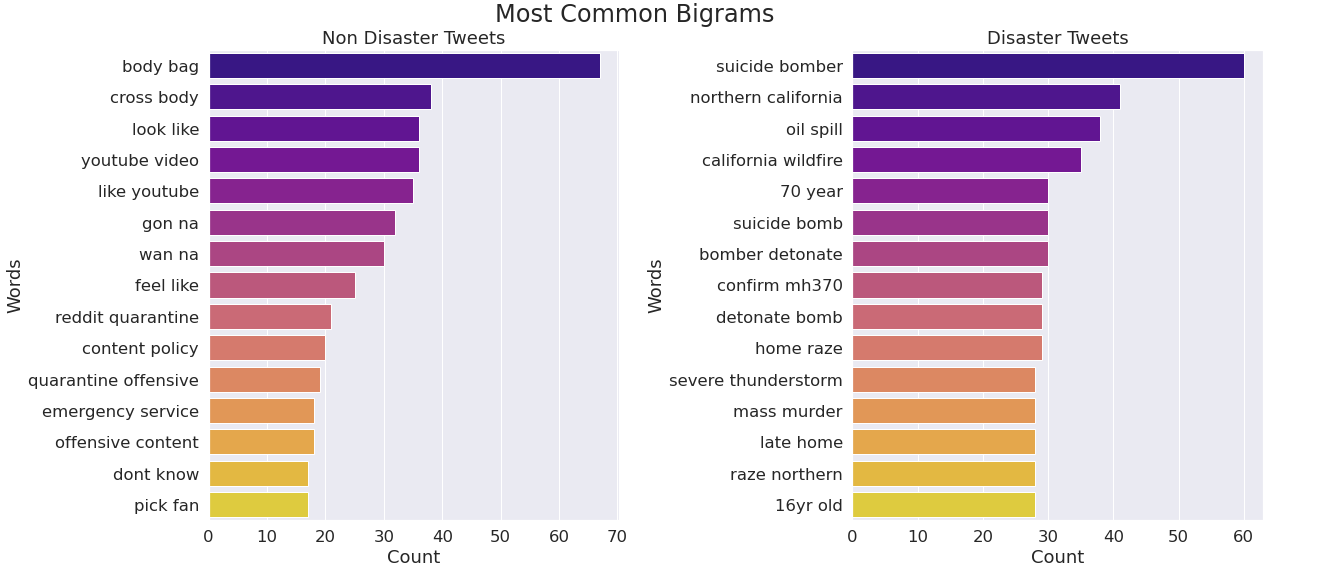 Most Common Bigrams
Non Disaster Tweets
body bag
cross body
look like
youtube video
like youtube
gon na
wan na
feel like
reddit quarantine
content policy
quarantine offensive
emergency service
offensive content
dont know
pick fan
Words
0 10 20 30 40 50 60 70
Count
Disaster Tweets
suicide bomber
northern california
oil spill
california wildfire
70 year
suicide bomb
bomber detonate
confirm mh370
detonate bomb
home raze
severe thunderstorm
mass murder
late home
raze northern
16yr old
Words
0 10 20 30 40 50 60
Count